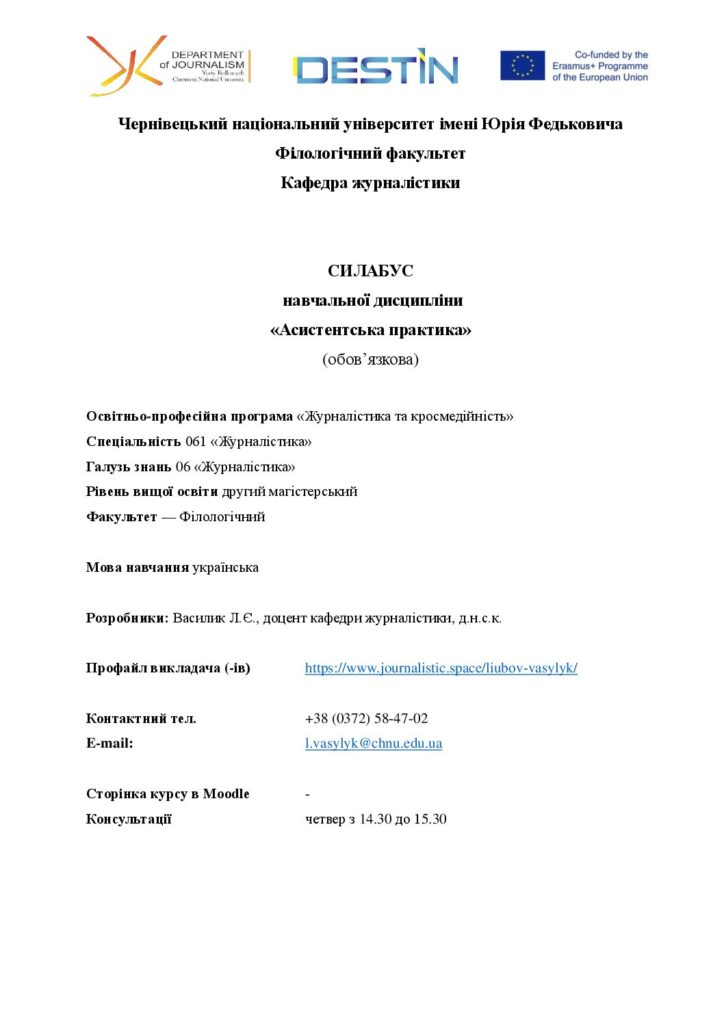 DEPARTMENT
of JOURNALISM
Yuriy Fedkovych
Chernivtsi National University
DESTIN
Co-funded by the
Erasmus+ Programme
of the European Union
Чернівецький національний університет імені Юрія Федьковича
Філологічний факультет
Кафедра журналістики
СИЛАБУС
навчальної дисципліни
«Асистентська практика»
(обов’язкова)
Освітньо-професійна програма «Журналістика та кросмедійність»
Спеціальність 061 «Журналістика»
Галузь знань 06 «Журналістика»
Рівень вищої освіти другий магістерський
Факультет — Філологічний
Мова навчання українська
Розробники: Василик Л.Є., доцент кафедри журналістики, д.н.с.к.
Профайл викладача (-ів) https://www.journalistic.space/liubov-vasylyk/
Контактний тел. +38 (0372) 58-47-02
E-mail: l.vasylyk@chnu.edu.ua
Сторінка курсу в Moodle -
Консультації четвер з 14.30 до 15.30